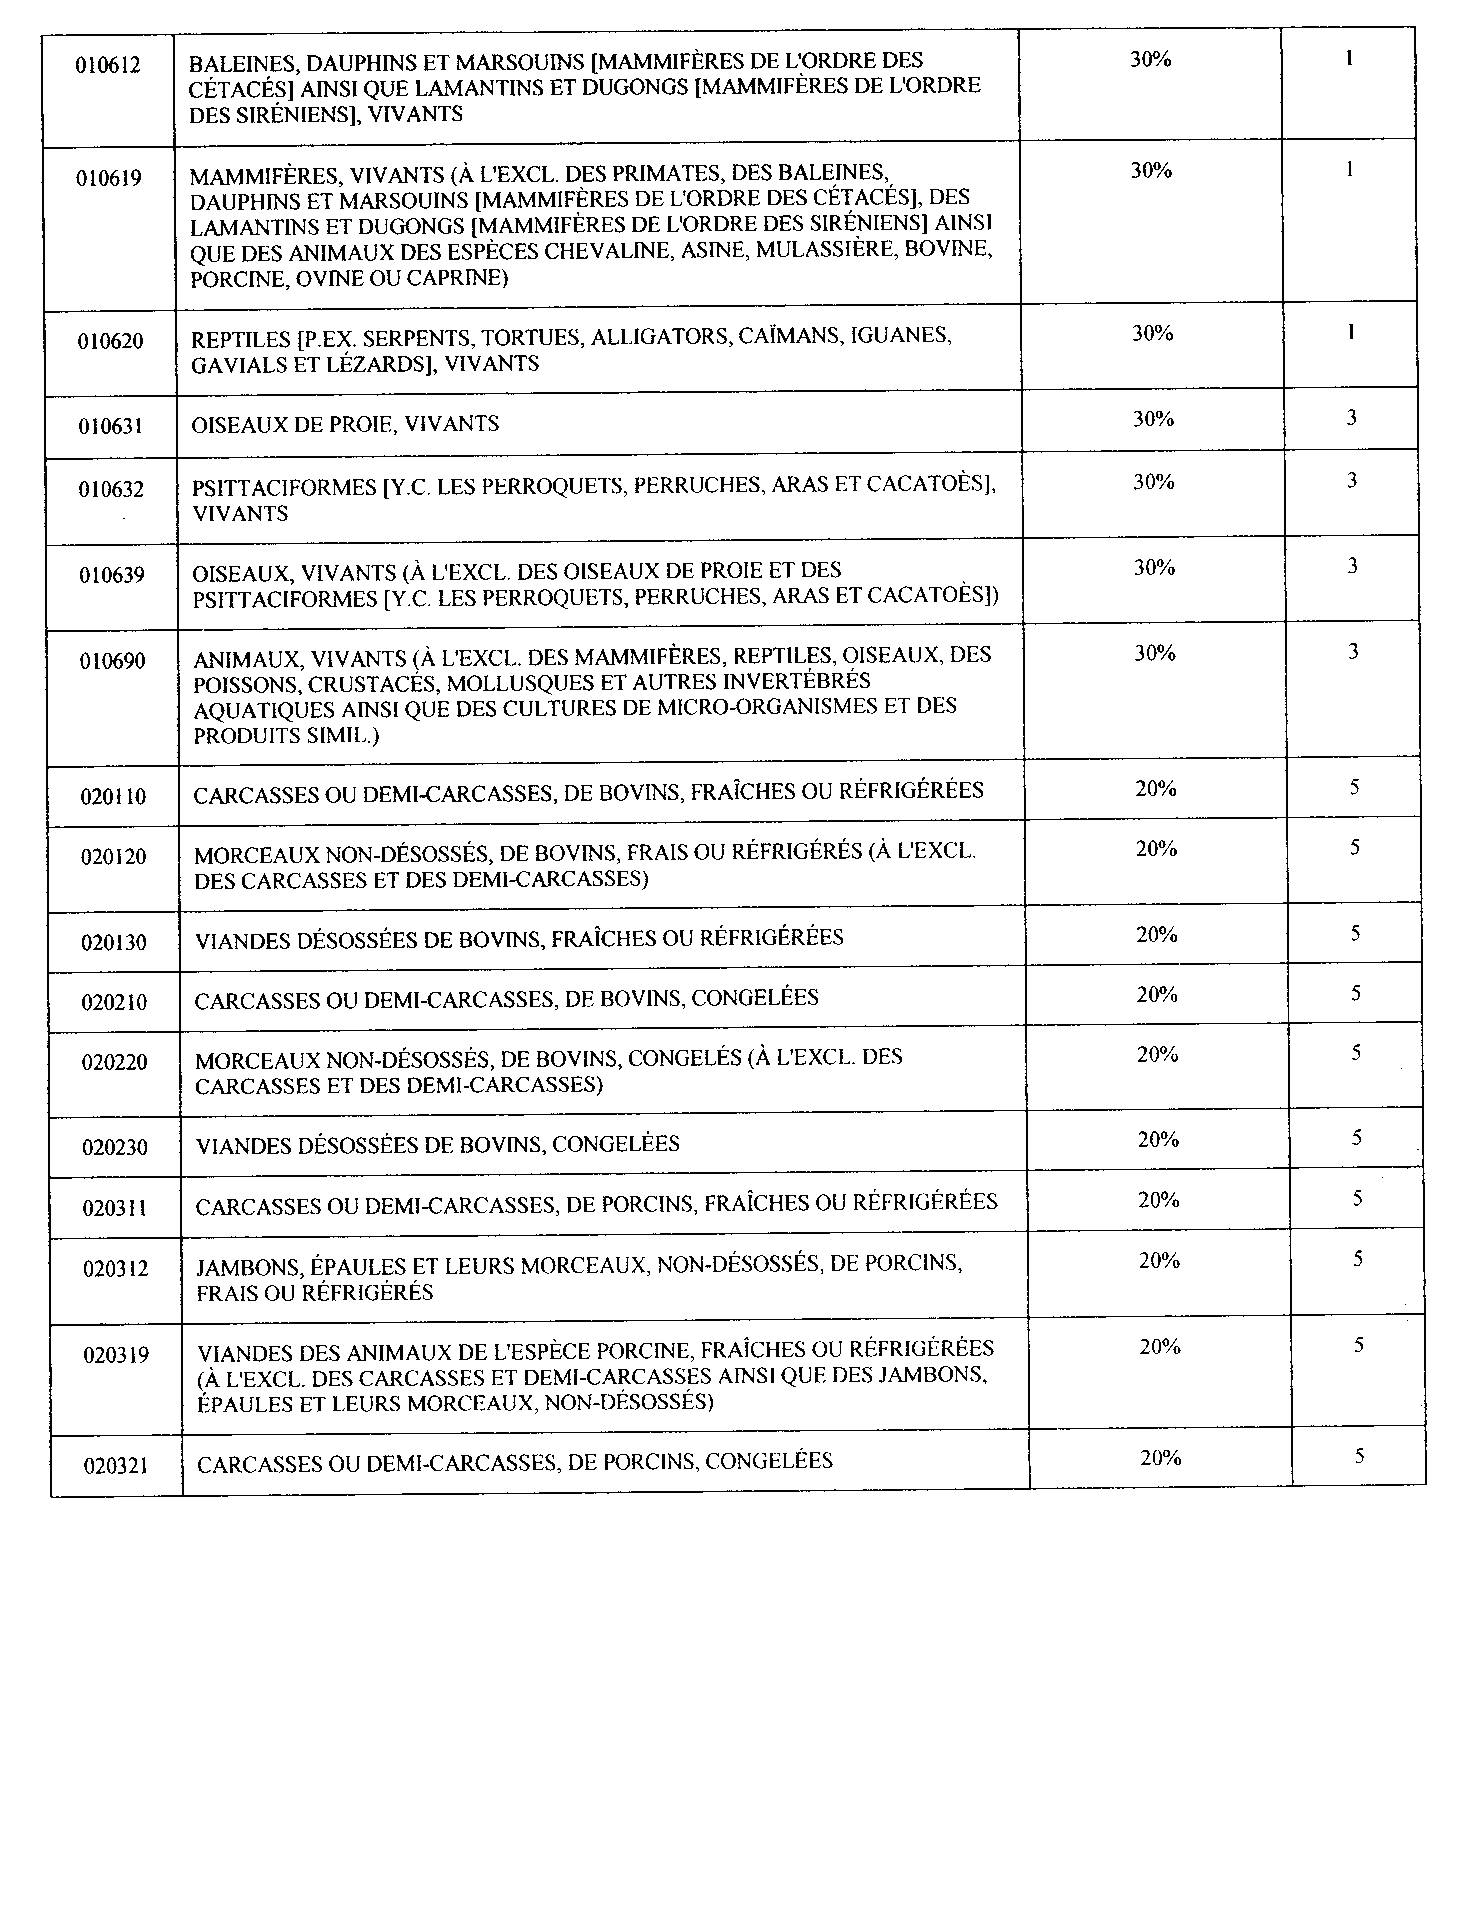 010612 BALEINES, DAUPHINS ET MARSOUINS [MAMMIFÈRES DE L'ORDRE DES 30% 1
CÉTACÉS] AINSI QUE LAMANTINS ET DUGONGS [MAMMIFÈRES DE L'ORDRE
DES SIRÉNIENS], VIVANTS
010619 MAMMIFÈRES, VIVANTS (À L'EXCL. DES PRIMATES, DES BALEINES, 30% 1
DAUPHINS ET MARSOUINS [MAMMIFÈRES DE L'ORDRE DES CÉTACÉS], DES
LAMANTINS ET DUGONGS [MAMMIFÈRES DE L'ORDRE DES SIRÉNIENS] AINSI
QUE DES ANIMAUX DES ESPÈCES CHEVALINE, ASINE, MULASSIÈRE, BOVINE,
PORCINE, OVINE OU CAPRINE)
010620 REPTILES [P.EX. SERPENTS, TORTUES, ALLIGATORS, CAÏMANS, IGUANES, 30% 1
GAVIALS ET LÉZARDS], VIVANTS
010631 OISEAUX DE PROIE, VIVANTS 30% 3
010632 PSITTACIFORMES [Y.C. LES PERROQUETS, PERRUCHES, ARAS ET CACATOÈS], 30% 3
VIVANTS
010639 OISEAUX, VIVANTS (À L'EXCL. DES OISEAUX DE PROIE ET DES 30% 3
PSITTACIFORMES [Y.C. LES PERROQUETS, PERRUCHES, ARAS ET CACATOÈS])
010690 ANIMAUX, VIVANTS (À L'EXCL. DES MAMMIFÈRES, REPTILES, OISEAUX, DES 30% 3
POISSONS, CRUSTACÉS, MOLLUSQUES ET AUTRES INVERTÉBRÉS
AQUATIQUES AINSI QUE DES CULTURES DE MICRO-ORGANISMES ET DES
PRODUITS SIMIL.)
020110 CARCASSES OU DEMI-CARCASSES, DE BOVINS, FRAÎCHES OU RÉFRIGÉRÉES 20% 5
020120 MORCEAUX NON-DÉSOSSÉS, DE BOVINS, FRAIS OU RÉFRIGÉRÉS (À L'EXCL. 20% 5
DES CARCASSES ET DES DEMI-CARCASSES)
020130 VIANDES DÉSOSSÉES DE BOVINS, FRAÎCHES OU RÉFRIGÉRÉES 20% 5
020210 CARCASSES OU DEMI-CARCASSES, DE BOVINS, CONGELÉES 20% 5
020220 MORCEAUX NON-DÉSOSSÉS, DE BOVINS, CONGELÉS (À L'EXCL. DES 20% 5
CARCASSES ET DES DEMI-CARCASSES)
020230 VIANDES DÉSOSSÉES DE BOVINS, CONGELÉES 20% 5
020311 CARCASSES OU DEMI-CARCASSES, DE PORCINS, FRAÎCHES OU RÉFRIGÉRÉES 20% 5
020312 JAMBONS, ÉPAULES ET LEURS MORCEAUX, NON-DÉSOSSÉS, DE PORCINS, 20% 5
FRAIS OU RÉFRIGÉRÉS
020319 VIANDES DES ANIMAUX DE L'ESPÈCE PORCINE, FRAÎCHES OU RÉFRIGÉRÉES 20% 5
(À L'EXCL. DES CARCASSES ET DEMI-CARCASSES AINSI QUE DES JAMBONS,
ÉPAULES ET LEURS MORCEAUX, NON-DÉSOSSÉS)
020321 CARCASSES OU DEMI-CARCASSES, DE PORCINS, CONGELÉES 20% 5